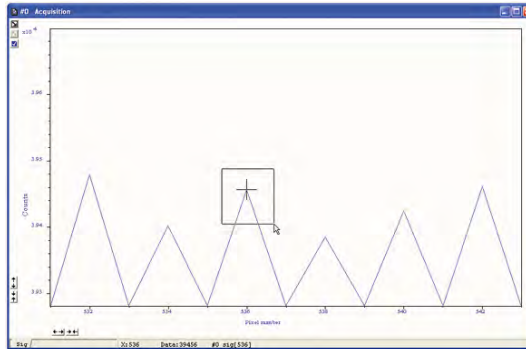 #0 Acquisition
x10^4
3.96
3.95
3.94
3.93
Counts
532 534 536 538 540 542
Pixel number
Sig X:536 Data:39456 #0 sig[536]